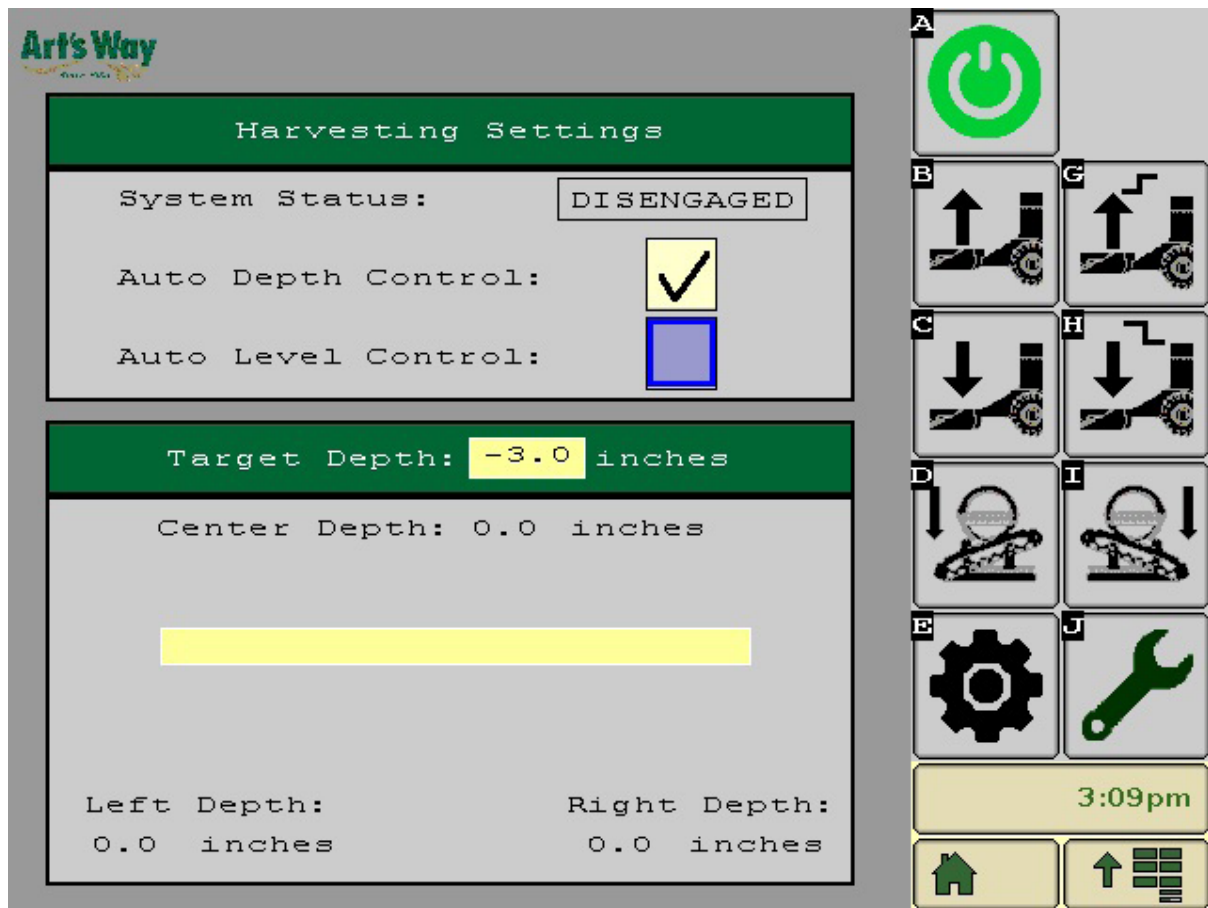 Art's Way
Harvesting Settings
System Status: DISENGAGED
Auto Depth Control:
Auto Level Control:
Target Depth: -3.0 inches
Center Depth: 0.0 inches
Left Depth: Right Depth:
0.0 inches 0.0 inches
A
B G
C H
D I
E J
3:09pm